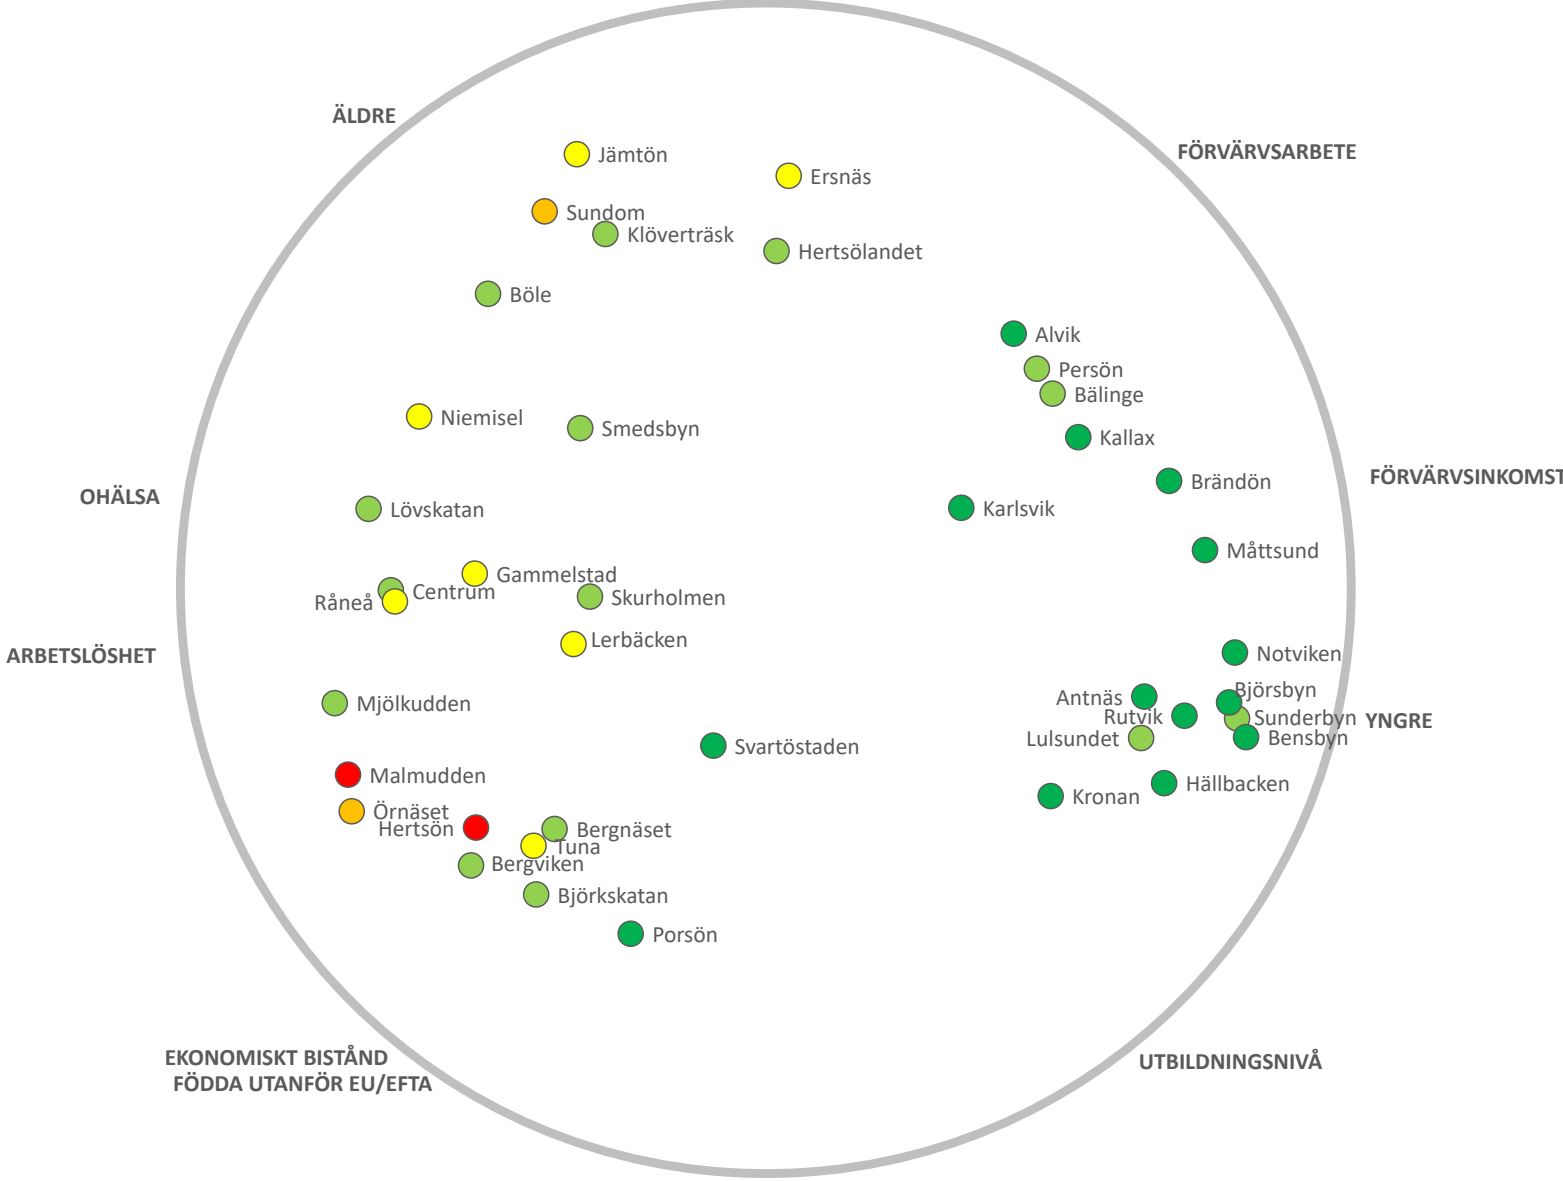 ÄLDRE
FÖRVÄRVSARBETE
Jämtön
Ersnäs
Sundom
Klöverträsk
Hertsölandet
Böle
Alvik
Persön
Bälinge
Niemisel
Smedsbyn
Kallax
FÖRVÄRVSINKOMST
Brändön
OHÄLSA
Lövskatan
Karlsvik
Måttsund
Gammelstad
Centrum
Råneå
Skurholmen
Lerbäcken
ARBETSLÖSHET
Notviken
Björsbyn
Antnäs
Mjölkudden
Rutvik
Sunderbyn
YNGRE
Lulsundet
Bensbyn
Svartöstaden
Malmudden
Hällbacken
Kronan
Örnäset
Hertsön
Bergnäset
Tuna
Bergviken
Björkskatan
Porsön
EKONOMISKT BISTÅND
FÖDDA UTANFÖR EU/EFTA
UTBILDNINGSNIVÅ